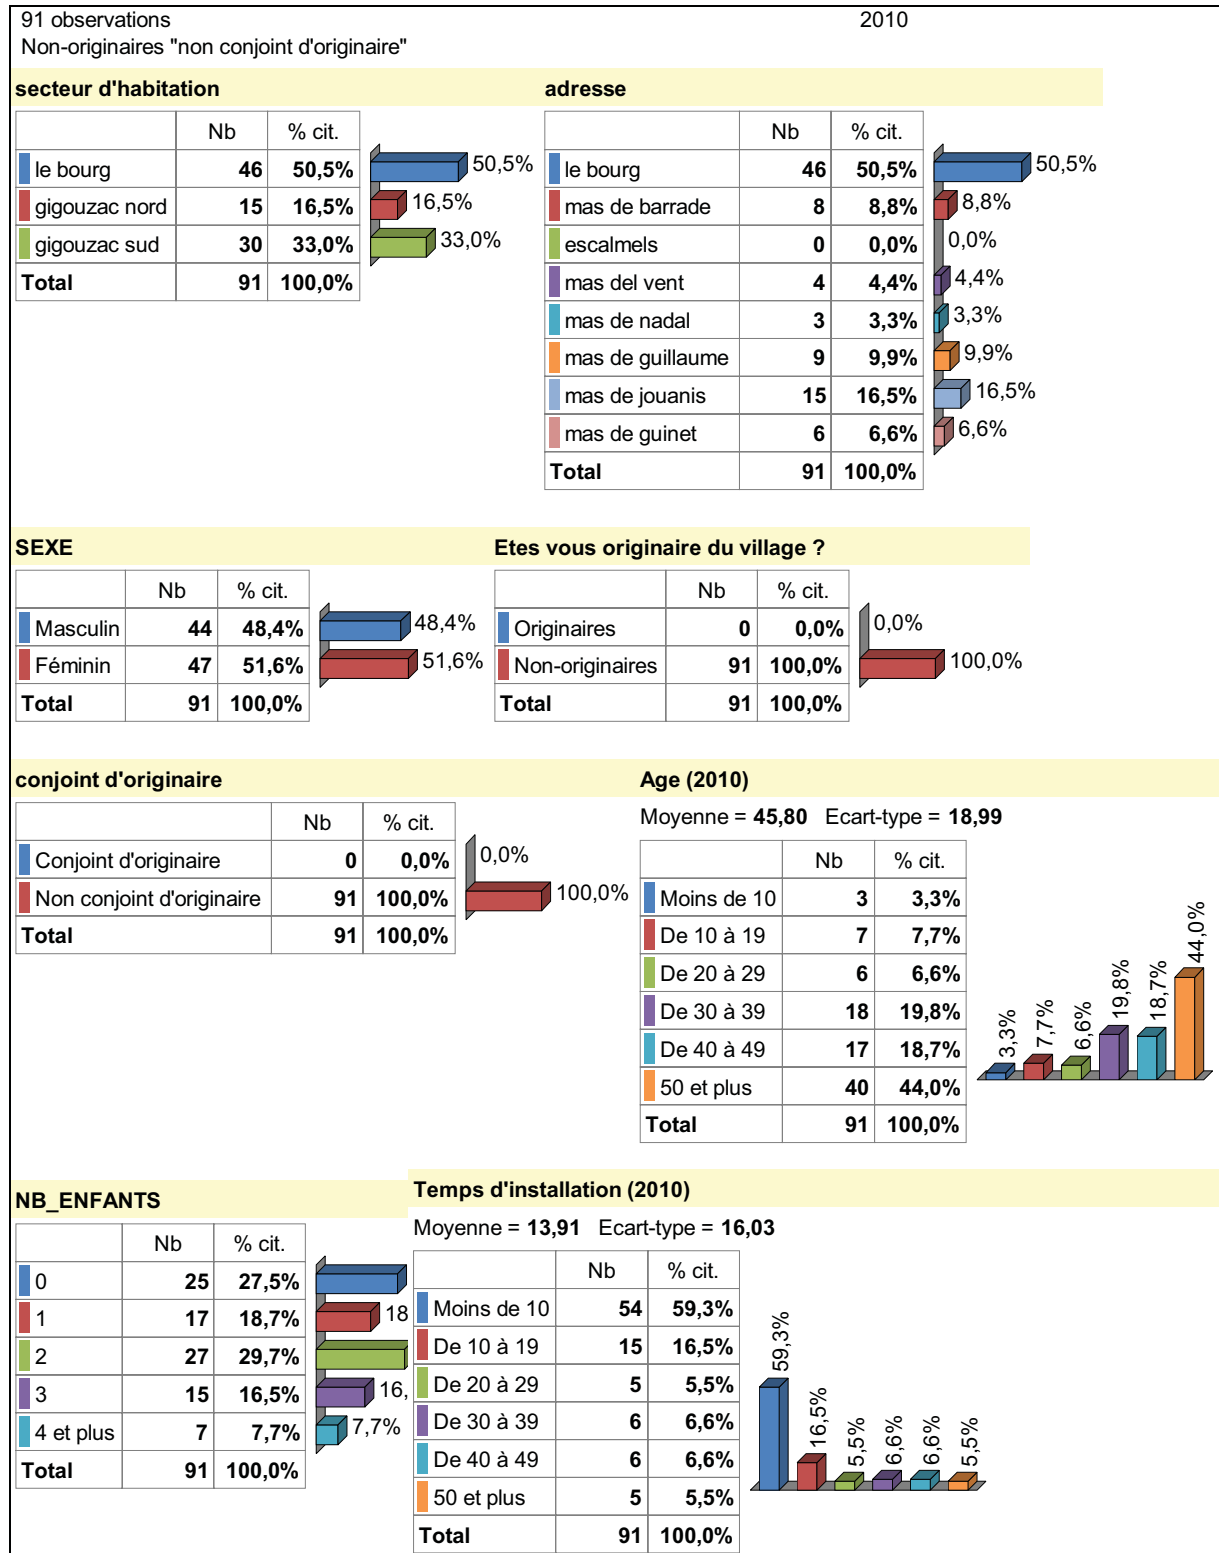 91 observations 2010
Non-originaires "non conjoint d'originaire"
secteur d'habitation
Nb % cit.
le bourg 46 50,5% 50,5%
gigouzac nord 15 16,5% 16,5%
gigouzac sud 30 33,0% 33,0%
Total 91 100,0%
adresse
Nb % cit.
le bourg 46 50,5% 50,5%
mas de barrade 8 8,8% 8,8%
escalmels 0 0,0% 0,0%
mas del vent 4 4,4% 4,4%
mas de nadal 3 3,3% 3,3%
mas de guillaume 9 9,9% 9,9%
mas de jouanis 15 16,5% 16,5%
mas de guinet 6 6,6% 6,6%
Total 91 100,0%
SEXE
Nb % cit.
Masculin 44 48,4% 48,4%
Féminin 47 51,6% 51,6%
Total 91 100,0%
Etes vous originaire du village ?
Nb % cit.
Originaires 0 0,0% 0,0%
Non-originaires 91 100,0% 100,0%
Total 91 100,0%
conjoint d'originaire
Nb % cit.
Conjoint d'originaire 0 0,0% 0,0%
Non conjoint d'originaire 91 100,0% 100,0%
Total 91 100,0%
Age (2010)
Moyenne = 45,80 Ecart-type = 18,99
Nb % cit.
Moins de 10 3 3,3%
De 10 à 19 7 7,7%
De 20 à 29 6 6,6%
De 30 à 39 18 19,8%
De 40 à 49 17 18,7%
50 et plus 40 44,0%
Total 91 100,0%
3,3% 7,7% 6,6% 19,8% 18,7% 44,0%
NB_ENFANTS
Nb % cit.
0 25 27,5%
1 17 18,7% 18
2 27 29,7%
3 15 16,5% 16,
4 et plus 7 7,7% 7,7%
Total 91 100,0%
Temps d'installation (2010)
Moyenne = 13,91 Ecart-type = 16,03
Nb % cit.
Moins de 10 54 59,3%
De 10 à 19 15 16,5%
De 20 à 29 5 5,5%
De 30 à 39 6 6,6%
De 40 à 49 6 6,6%
50 et plus 5 5,5%
Total 91 100,0%
59,3% 16,5% 5,5% 6,6% 6,6% 5,5%